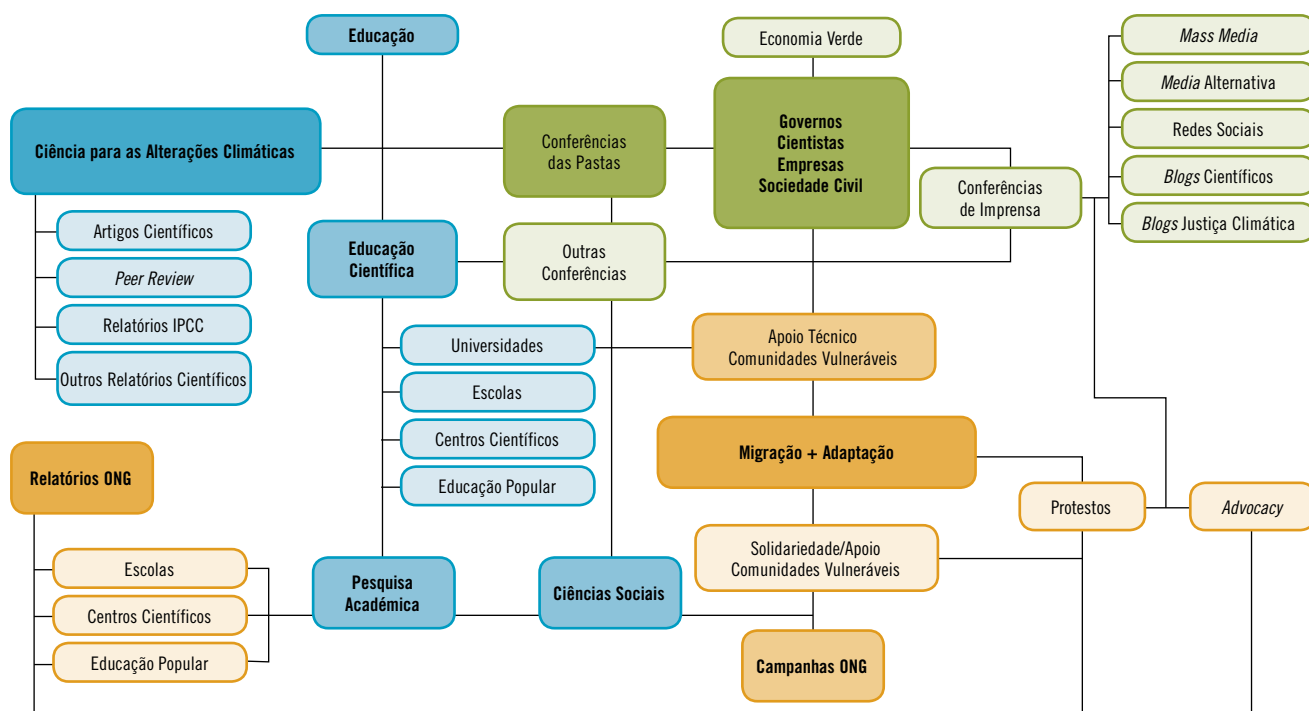 Educação
Economia Verde
Mass Media
Media Alternativa
Redes Sociais
Blogs Científicos
Blogs Justiça Climática
Ciência para as Alterações Climáticas
Conferências
das Pastas
Governos
Cientistas
Empresas
Sociedade Civil
Conferências
de Imprensa
Artigos Científicos
Peer Review
Relatórios IPCC
Outros Relatórios Científicos
Educação
Científica
Outras
Conferências
Universidades
Escolas
Centros Científicos
Educação Popular
Apoio Técnico
Comunidades Vulneráveis
Migração + Adaptação
Relatórios ONG
Protestos
Advocacy
Solidariedade/Apoio
Comunidades Vulneráveis
Escolas
Centros Científicos
Educação Popular
Pesquisa
Académica
Ciências Sociais
Campanhas ONG